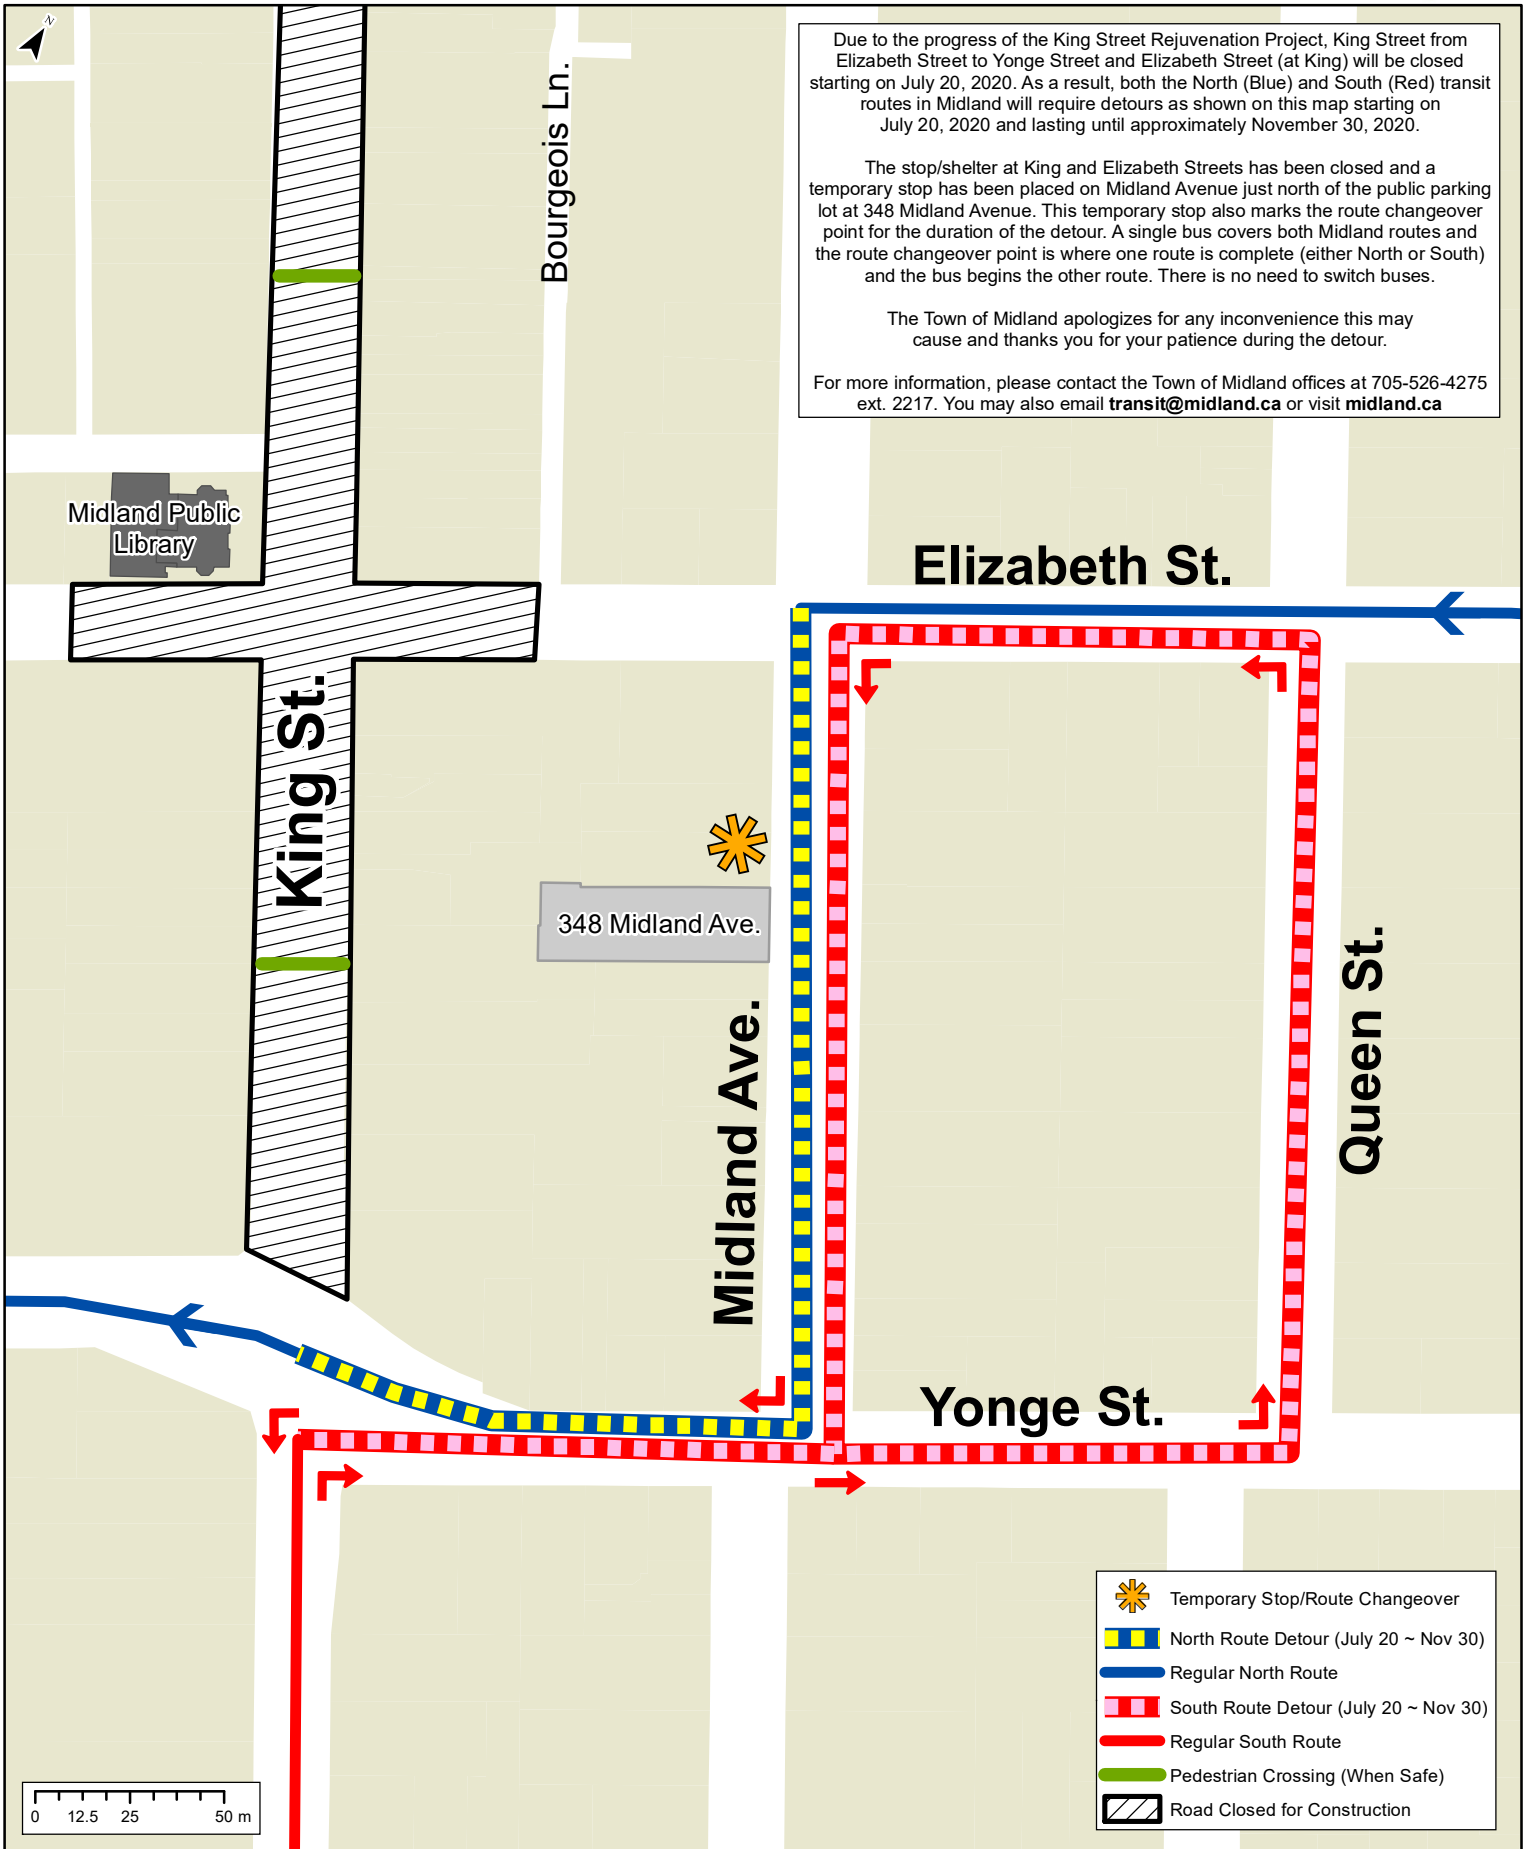 N
Due to the progress of the King Street Rejuvenation Project, King Street from
Elizabeth Street to Yonge Street and Elizabeth Street (at King) will be closed
starting on July 20, 2020. As a result, both the North (Blue) and South (Red) transit
routes in Midland will require detours as shown on this map starting on
July 20, 2020 and lasting until approximately November 30, 2020.
The stop/shelter at King and Elizabeth Streets has been closed and a
temporary stop has been placed on Midland Avenue just north of the public parking
lot at 348 Midland Avenue. This temporary stop also marks the route changeover
point for the duration of the detour. A single bus covers both Midland routes and
the route changeover point is where one route is complete (either North or South)
and the bus begins the other route. There is no need to switch buses.
The Town of Midland apologizes for any inconvenience this may
cause and thanks you for your patience during the detour.
For more information, please contact the Town of Midland offices at 705-526-4275
ext. 2217. You may also email transit@midland.ca or visit midland.ca
Bourgeois Ln.
Midland Public
Library
Elizabeth St.
King St.
348 Midland Ave.
Midland Ave.
Queen St.
Yonge St.
Temporary Stop/Route Changeover
North Route Detour (July 20 ~ Nov 30)
Regular North Route
South Route Detour (July 20 ~ Nov 30)
Regular South Route
Pedestrian Crossing (When Safe)
Road Closed for Construction
0 12.5 25 50 m